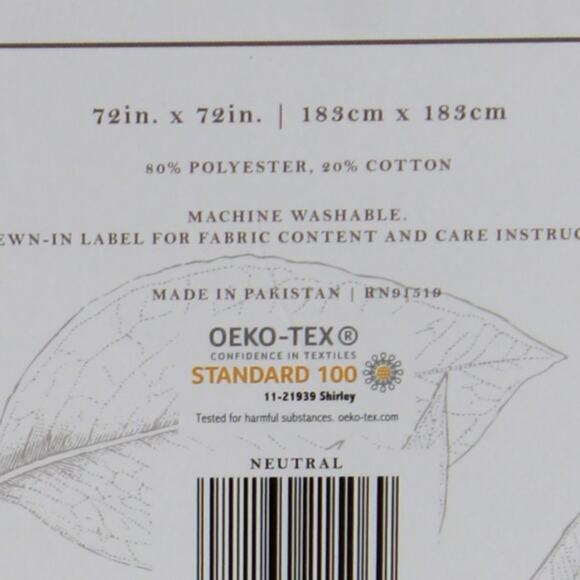 72in. x 72in. | 183cm x 183cm
80% POLYESTER, 20% COTTON
MACHINE WASHABLE.
EWN-IN LABEL FOR FABRIC CONTENT AND CARE INSTRUC
MADE IN PAKISTAN | RN91519
OEKO-TEX®
CONFIDENCE IN TEXTILES
STANDARD 100
11-21939 Shirley
Tested for harmful substances. oeko-tex.com
NEUTRAL